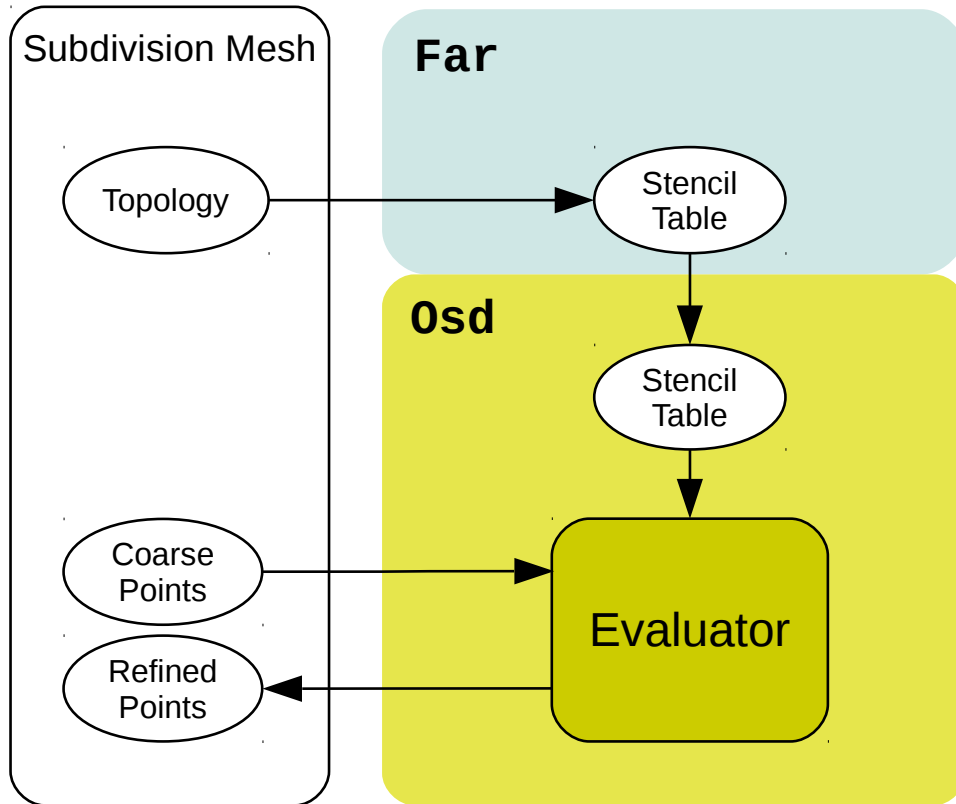 Subdivision Mesh
Far
Topology
Stencil
Table
Osd
Stencil
Table
Coarse
Points
Evaluator
Refined
Points